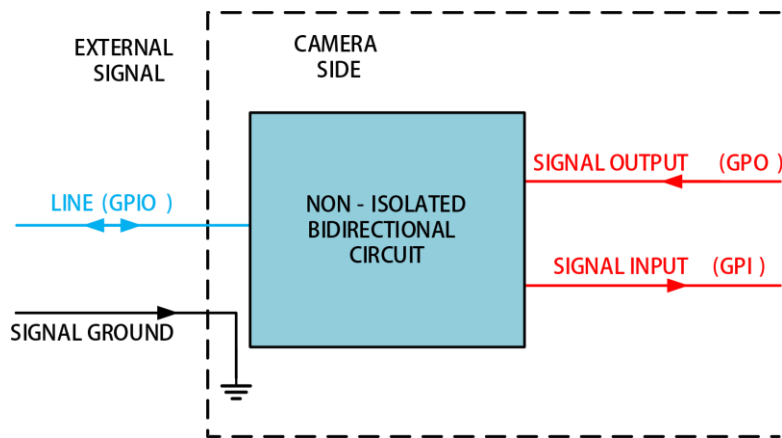 EXTERNAL
SIGNAL
CAMERA
SIDE
SIGNAL OUTPUT (GPO )
LINE (GPIO )
NON - ISOLATED
BIDIRECTIONAL
CIRCUIT
SIGNAL INPUT (GPI )
SIGNAL GROUND